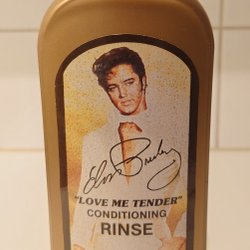 Elvis Presley
"LOVE ME TENDER"
CONDITIONING
RINSE